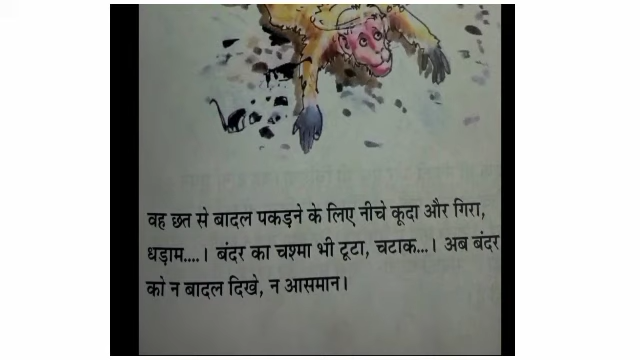 वह छत से बादल पकड़ने के लिए नीचे कूदा और गिरा,
धड़ाम....। बंदर का चश्मा भी टूटा, चटाक...। अब बंदर
को न बादल दिखे, न आसमान।